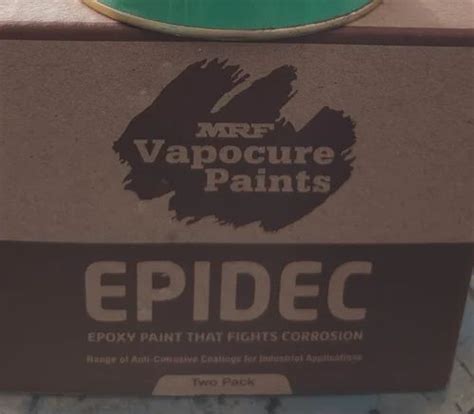 MRF
Vapocure
Paints
EPIDEC
EPOXY PAINT THAT FIGHTS CORROSION
Range of Anti-Corrosive Coatings for Industrial Applications
Two Pack